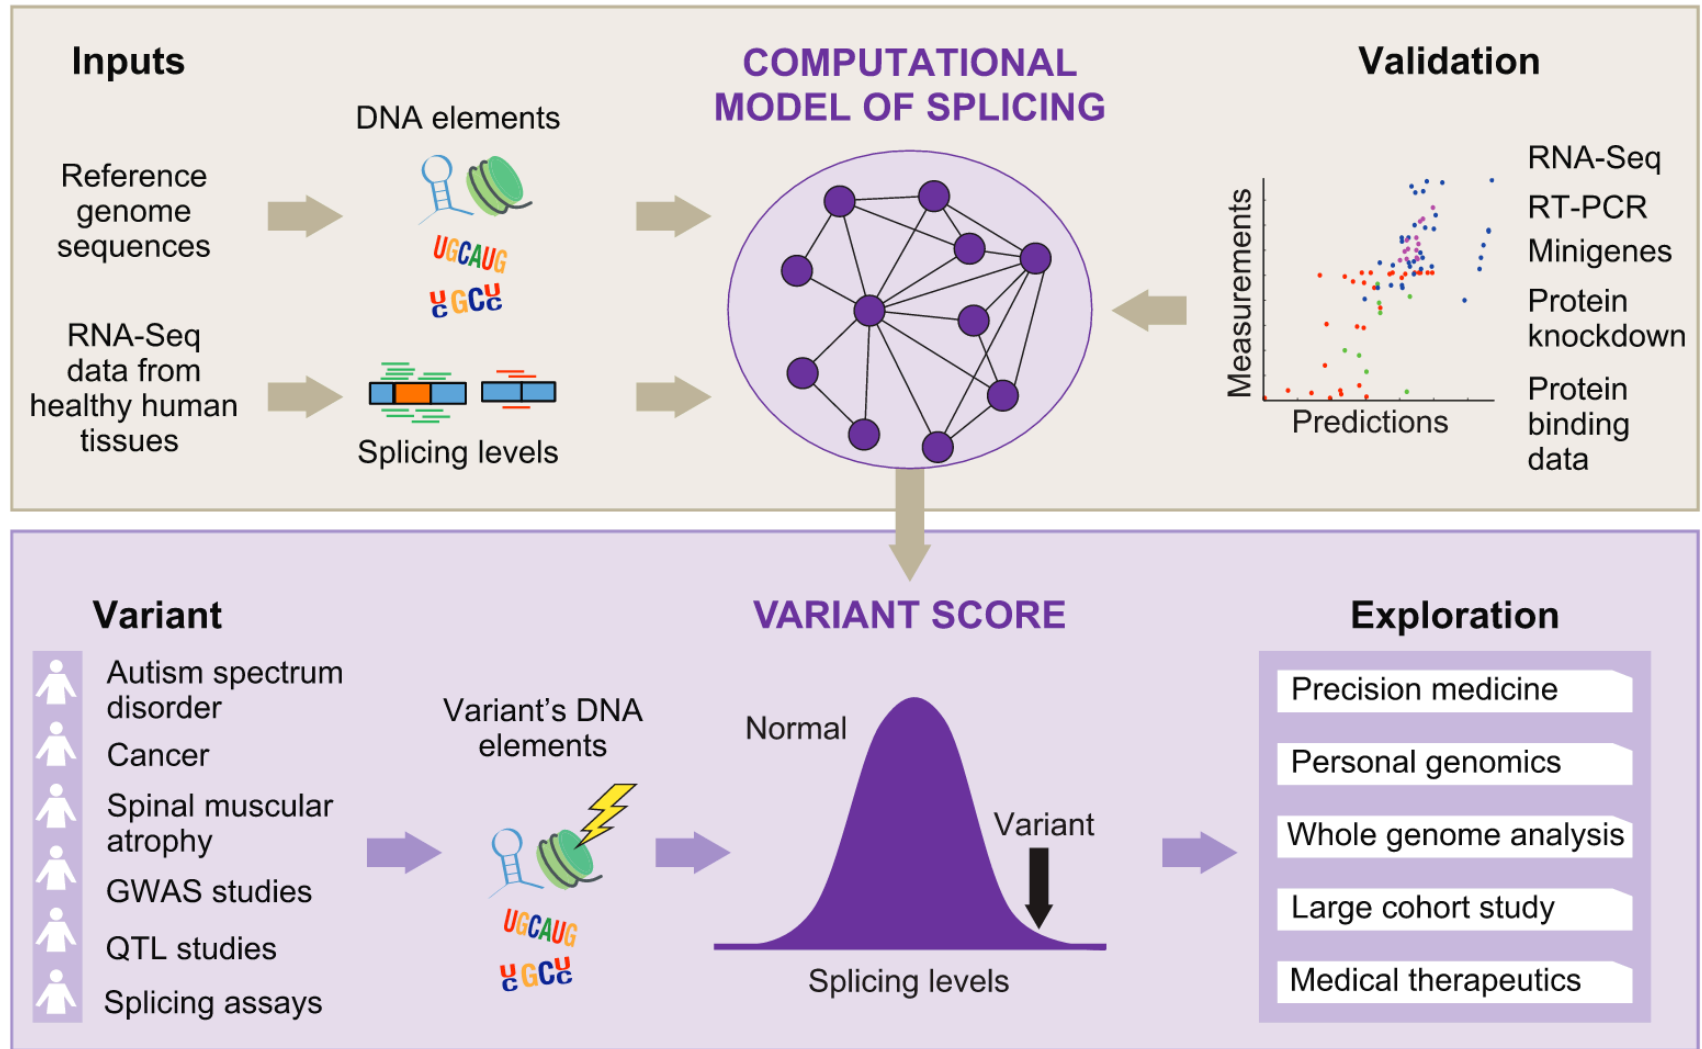 Inputs
COMPUTATIONAL
MODEL OF SPLICING
Validation
DNA elements
Reference
genome
sequences
UGCAUG
UGCU
C C
RNA-Seq
data from
healthy human
tissues
Splicing levels
Measurements
Predictions
RNA-Seq
RT-PCR
Minigenes
Protein
knockdown
Protein
binding
data
Variant
VARIANT SCORE
Exploration
Autism spectrum
disorder
Cancer
Spinal muscular
atrophy
GWAS studies
QTL studies
Splicing assays
Variant’s DNA
elements
UGCAUG
UGCU
C C
Normal
Variant
Splicing levels
Precision medicine
Personal genomics
Whole genome analysis
Large cohort study
Medical therapeutics